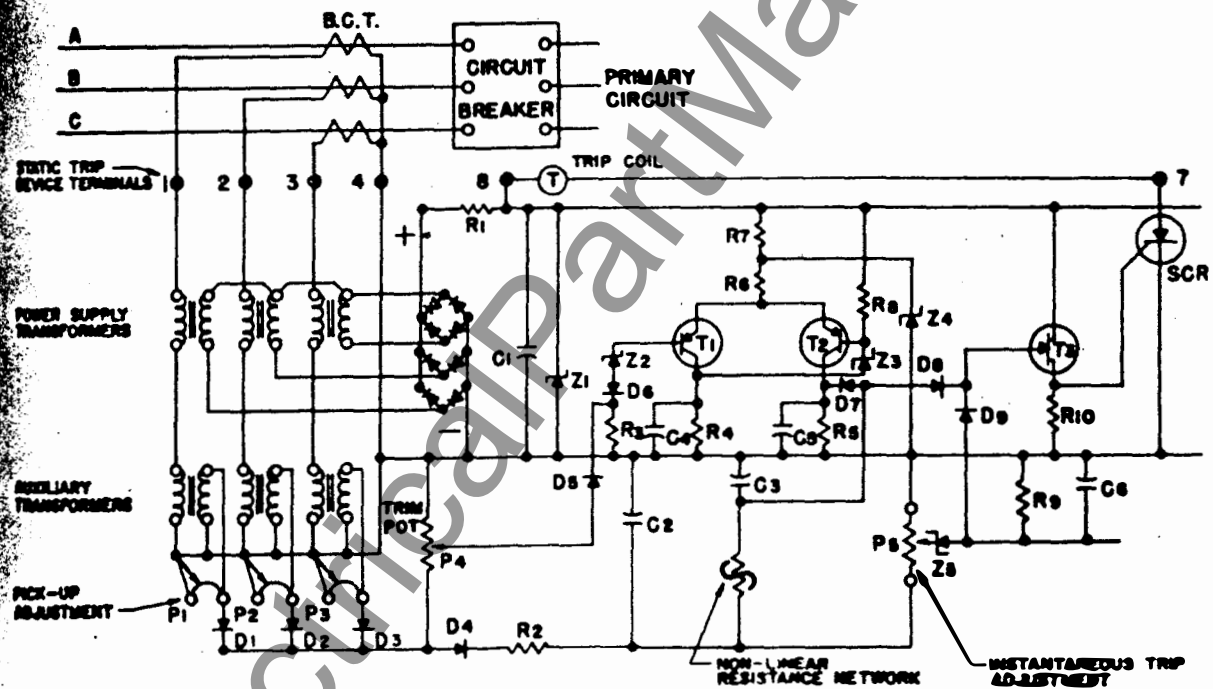 B.C.T.
A
B
C
CIRCUIT
BREAKER
PRIMARY
CIRCUIT
STATIC TRIP
DEVICE TERMINALS
1
2
3
4
8
T
TRIP COIL
7
R1
+
-
R7
R6
R8
Z4
SCR
POWER SUPPLY
TRANSFORMERS
C1
Z1
Z2
T1
T2
Z3
D8
T3
D6
D7
D9
R10
R3
C4
R4
C5
R5
D5
C3
R9
C6
AUXILIARY
TRANSFORMERS
TRIM
POT
P4
C2
P5
Z5
PICK-UP
ADJUSTMENT
P1
P2
P3
D1
D2
D3
D4
R2
NON-LINEAR
RESISTANCE NETWORK
INSTANTANEOUS TRIP
ADJUSTMENT
ctricalPartMa